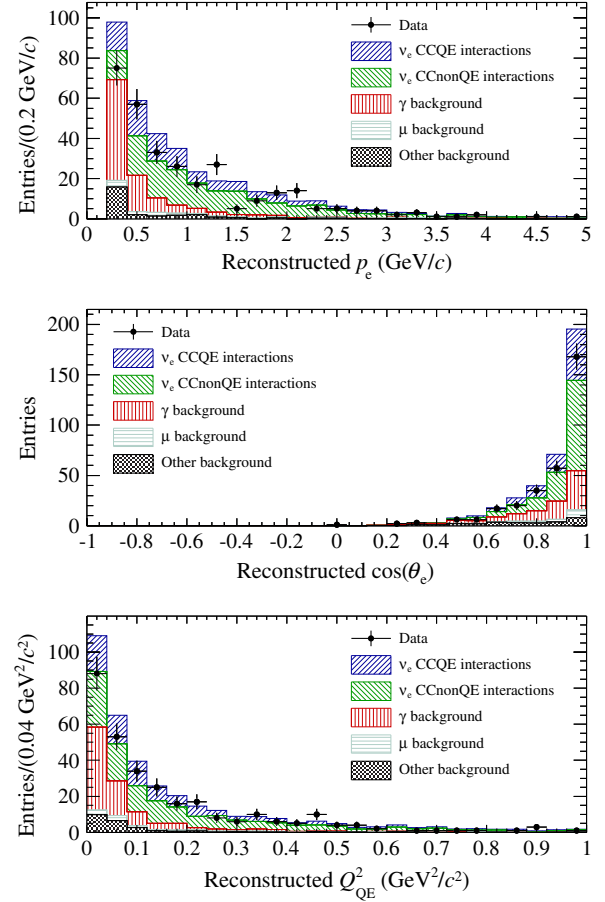 Entries/(0.2 GeV/c)
100
80
60
40
20
0
Data
νe CCQE interactions
νe CCnonQE interactions
γ background
μ background
Other background
0 0.5 1 1.5 2 2.5 3 3.5 4 4.5 5
Reconstructed pe (GeV/c)
Entries
200
150
100
50
0
Data
νe CCQE interactions
νe CCnonQE interactions
γ background
μ background
Other background
-1 -0.8 -0.6 -0.4 -0.2 0 0.2 0.4 0.6 0.8 1
Reconstructed cos(θe)
Entries/(0.04 GeV²/c²)
100
80
60
40
20
0
Data
νe CCQE interactions
νe CCnonQE interactions
γ background
μ background
Other background
0 0.1 0.2 0.3 0.4 0.5 0.6 0.7 0.8 0.9 1
Reconstructed Q²QE (GeV²/c²)